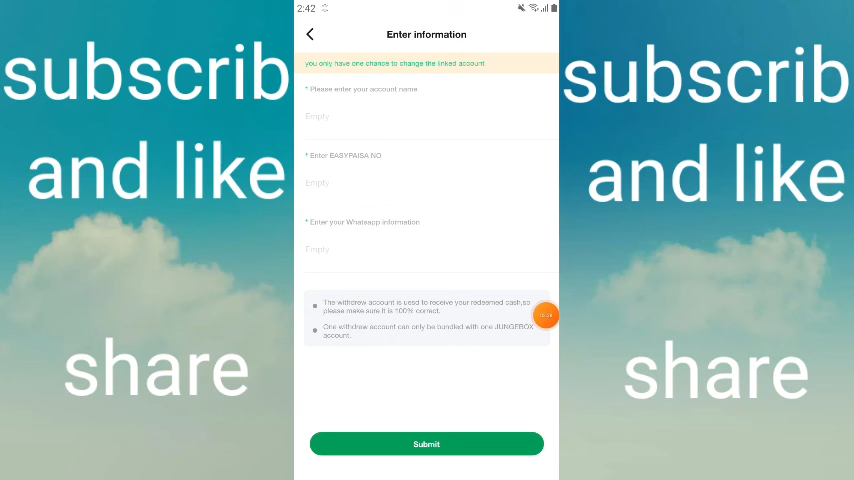 2:42
Enter information
you only have one chance to change the linked account
* Please enter your account name
Empty
* Enter EASYPAISA NO
Empty
* Enter your Whatsapp information
Empty
The withdrew account is uesd to receive your redeemed cash,so
please make sure it is 100% correct.
One withdrew account can only be bundled with one JUNGEBOX
account.
Submit
subscrib
and like
share
subscrib
and like
share